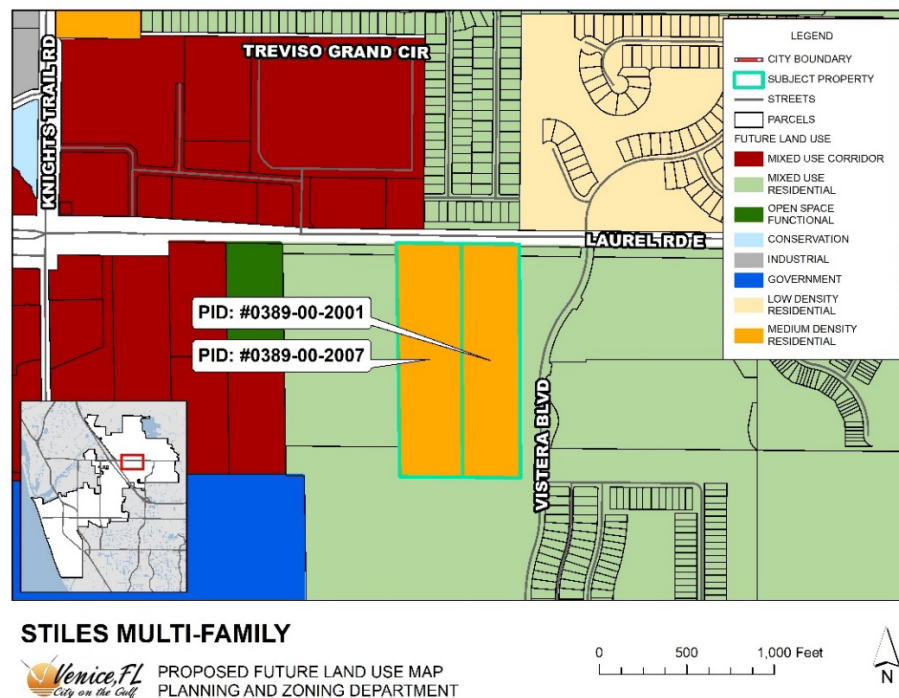 KNIGHTS TRAIL RD
TREVISO GRAND CIR
LAUREL RD E
VISTERA BLVD
PID: #0389-00-2001
PID: #0389-00-2007
LEGEND
CITY BOUNDARY
SUBJECT PROPERTY
STREETS
PARCELS
FUTURE LAND USE
MIXED USE CORRIDOR
MIXED USE
RESIDENTIAL
OPEN SPACE
FUNCTIONAL
CONSERVATION
INDUSTRIAL
GOVERNMENT
LOW DENSITY
RESIDENTIAL
MEDIUM DENSITY
RESIDENTIAL
STILES MULTI-FAMILY
Venice, FL
City on the Gulf
PROPOSED FUTURE LAND USE MAP
PLANNING AND ZONING DEPARTMENT
0 500 1,000 Feet
N